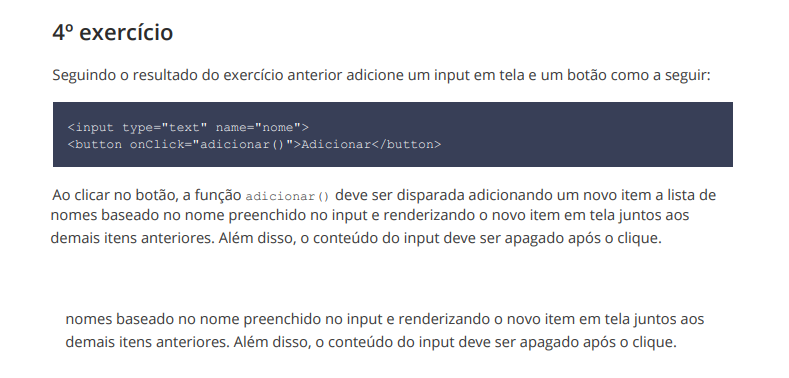 4º exercício
Seguindo o resultado do exercício anterior adicione um input em tela e um botão como a seguir:
<input type="text" name="nome">
<button onClick="adicionar()">Adicionar</button>
Ao clicar no botão, a função adicionar() deve ser disparada adicionando um novo item a lista de
nomes baseado no nome preenchido no input e renderizando o novo item em tela juntos aos
demais itens anteriores. Além disso, o conteúdo do input deve ser apagado após o clique.
nomes baseado no nome preenchido no input e renderizando o novo item em tela juntos aos
demais itens anteriores. Além disso, o conteúdo do input deve ser apagado após o clique.